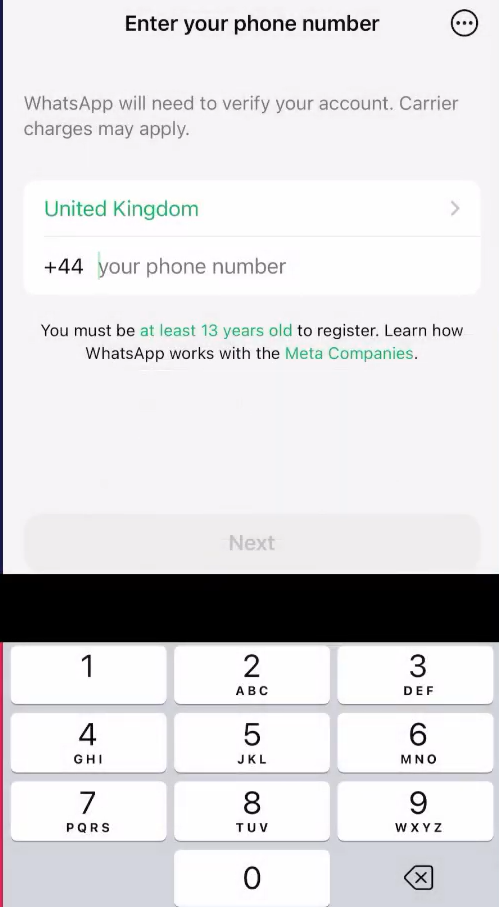 Enter your phone number
WhatsApp will need to verify your account. Carrier
charges may apply.
United Kingdom
+44 your phone number
You must be at least 13 years old to register. Learn how
WhatsApp works with the Meta Companies.
Next
1 2 3
ABC DEF
4 5 6
GHI JKL MNO
7 8 9
PQRS TUV WXYZ
0